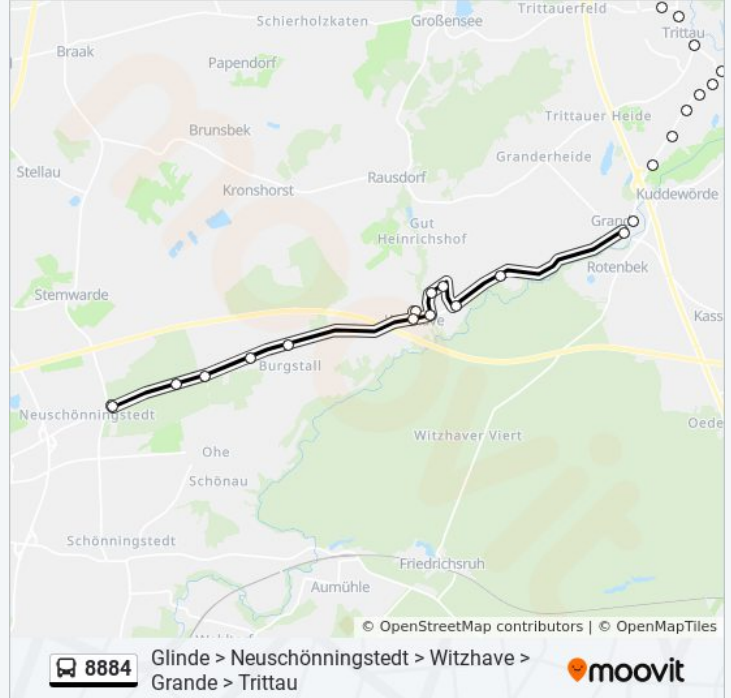 Schierholzkaten
Großensee
Trittauerfeld
Trittau
Braak
Papendorf
Trittauer Heide
Brunsbek
Granderheide
Stellau
Rausdorf
Kronshorst
Kuddewörde
Gut
Heinrichshof
Rotenbek
Stemwarde
Kass
Burgstall
Neuschönningstedt
Oede
Witzhaver Viert
Ohe
Schönau
Schönningstedt
Friedrichsruh
Aumühle
© OpenStreetMap contributors | © OpenMapTiles
8884
Glinde > Neuschönningstedt > Witzhave >
Grande > Trittau
moovit